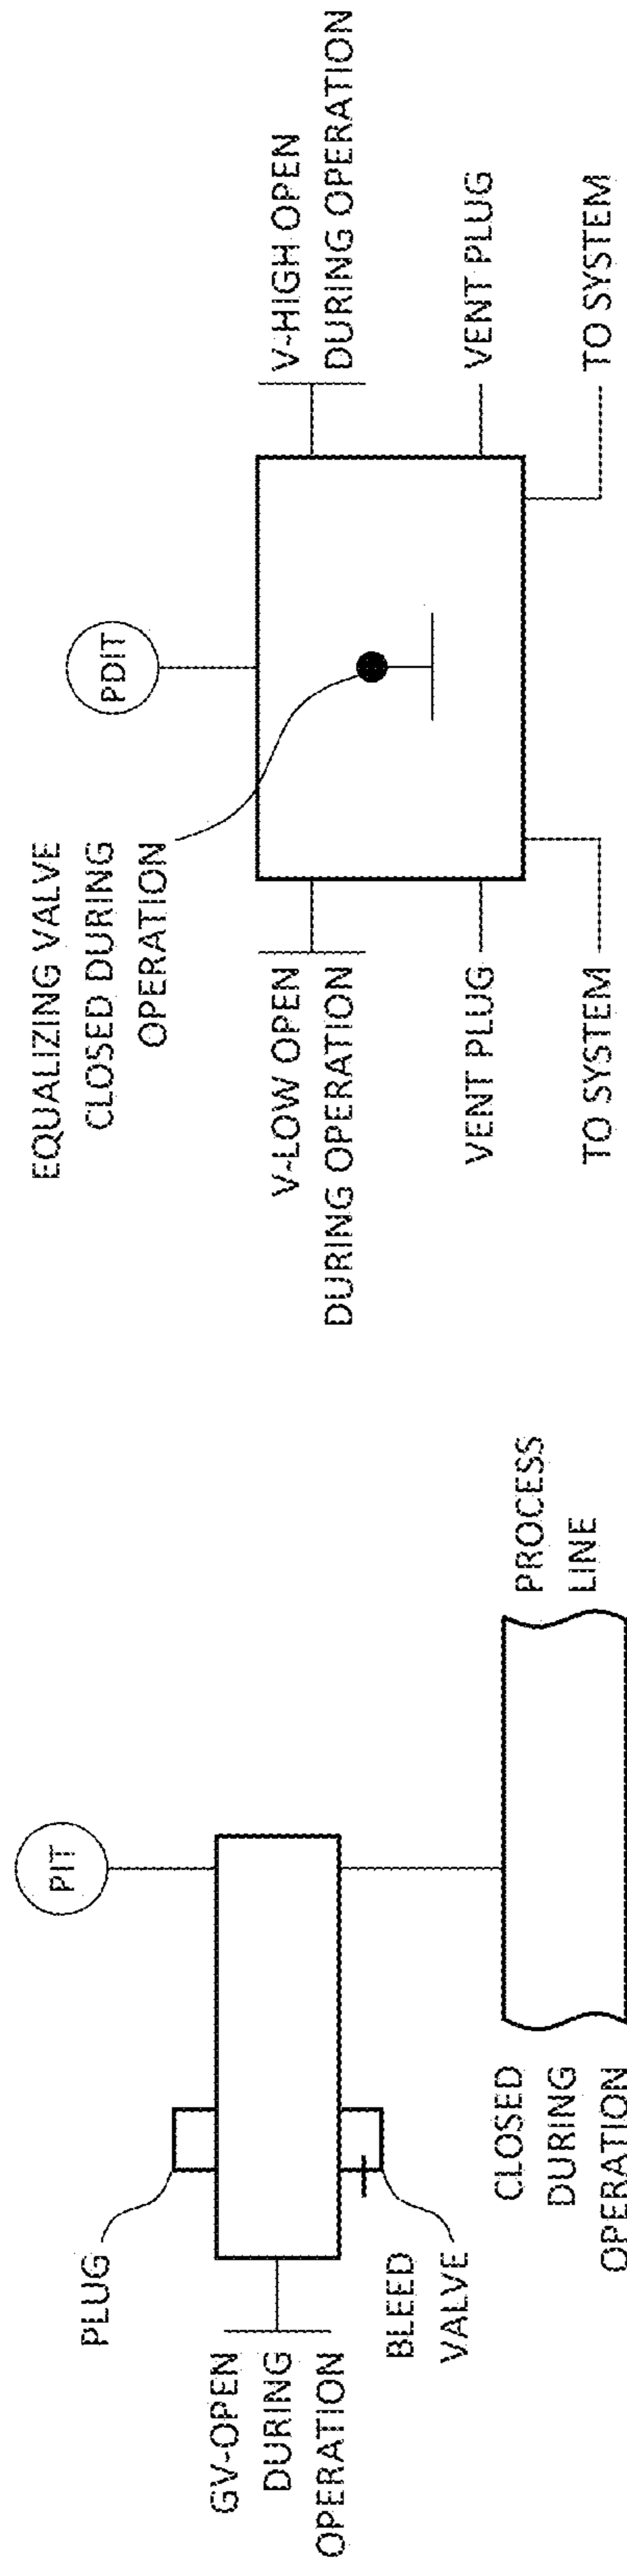 PIT
PLUG
GV-OPEN
DURING
OPERATION
BLEED
VALVE
CLOSED
DURING
OPERATION
PROCESS
LINE
EQUALIZING VALVE
CLOSED DURING
OPERATION
PDIT
V-LOW OPEN
DURING OPERATION
V-HIGH OPEN
DURING OPERATION
VENT PLUG
VENT PLUG
TO SYSTEM
TO SYSTEM